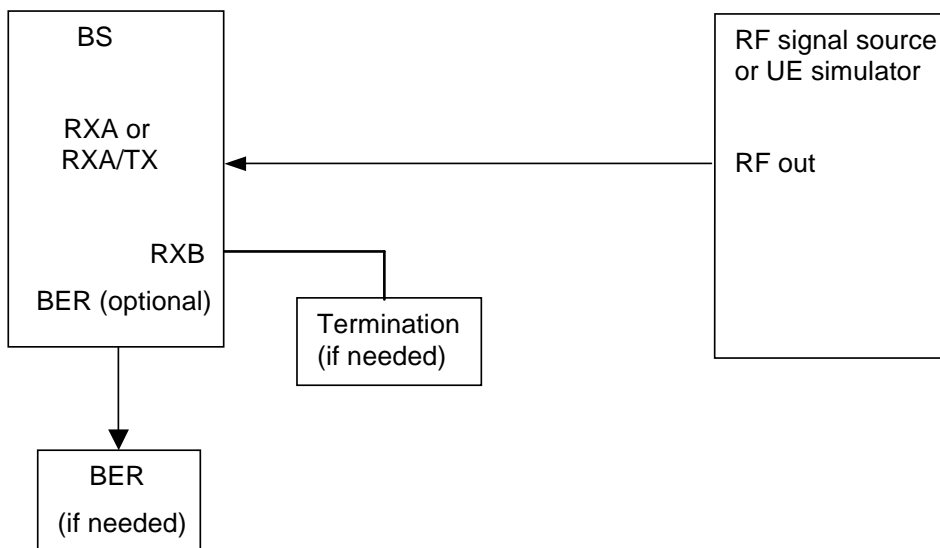 BS
RXA or
RXA/TX
RXB
BER (optional)
Termination
(if needed)
BER
(if needed)
RF signal source
or UE simulator
RF out